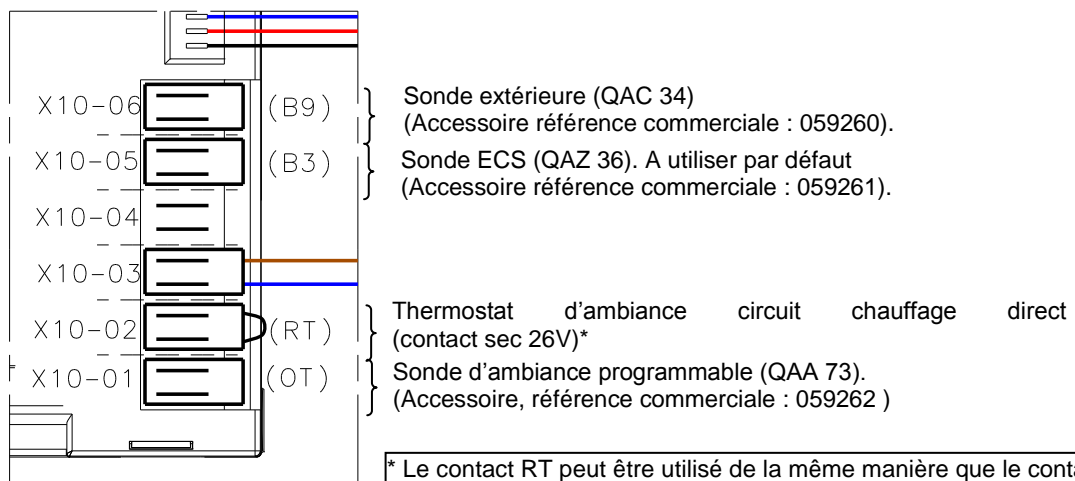 X10-06 (B9) Sonde extérieure (QAC 34)
(Accessoire référence commerciale : 059260).
X10-05 (B3) Sonde ECS (QAZ 36). A utiliser par défaut
(Accessoire référence commerciale : 059261).
X10-04
X10-03
X10-02 (RT) Thermostat d’ambiance circuit chauffage direct
(contact sec 26V)*
X10-01 (OT) Sonde d’ambiance programmable (QAA 73).
(Accessoire, référence commerciale : 059262 )
* Le contact RT peut être utilisé de la même manière que le